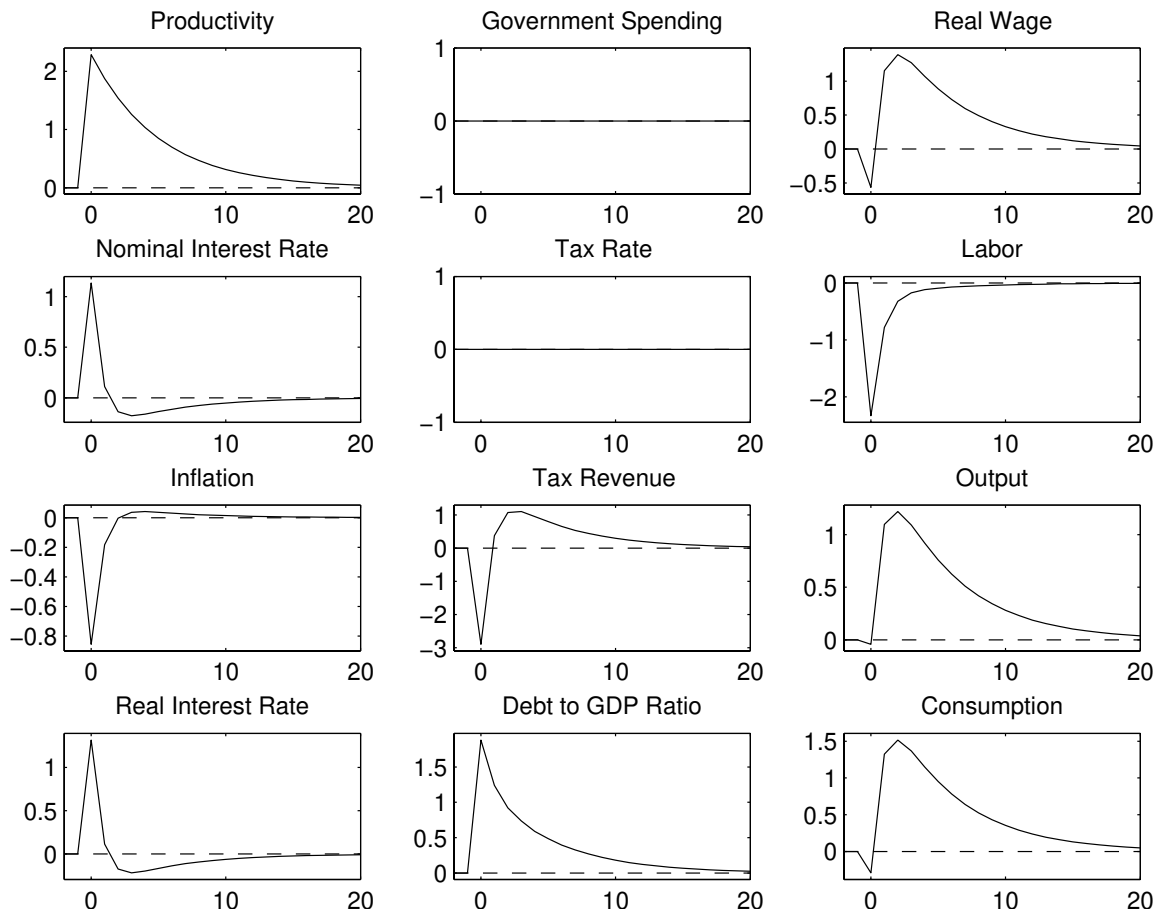 Productivity
2
1
0
0 10 20
Government Spending
1
0
−1
0 10 20
Real Wage
1
0.5
0
−0.5
0 10 20
Nominal Interest Rate
1
0.5
0
0 10 20
Tax Rate
1
0
−1
0 10 20
Labor
0
−1
−2
0 10 20
Inflation
0
−0.2
−0.4
−0.6
−0.8
0 10 20
Tax Revenue
1
0
−1
−2
−3
0 10 20
Output
1
0.5
0
0 10 20
Real Interest Rate
1
0.5
0
0 10 20
Debt to GDP Ratio
1.5
1
0.5
0
0 10 20
Consumption
1.5
1
0.5
0
0 10 20